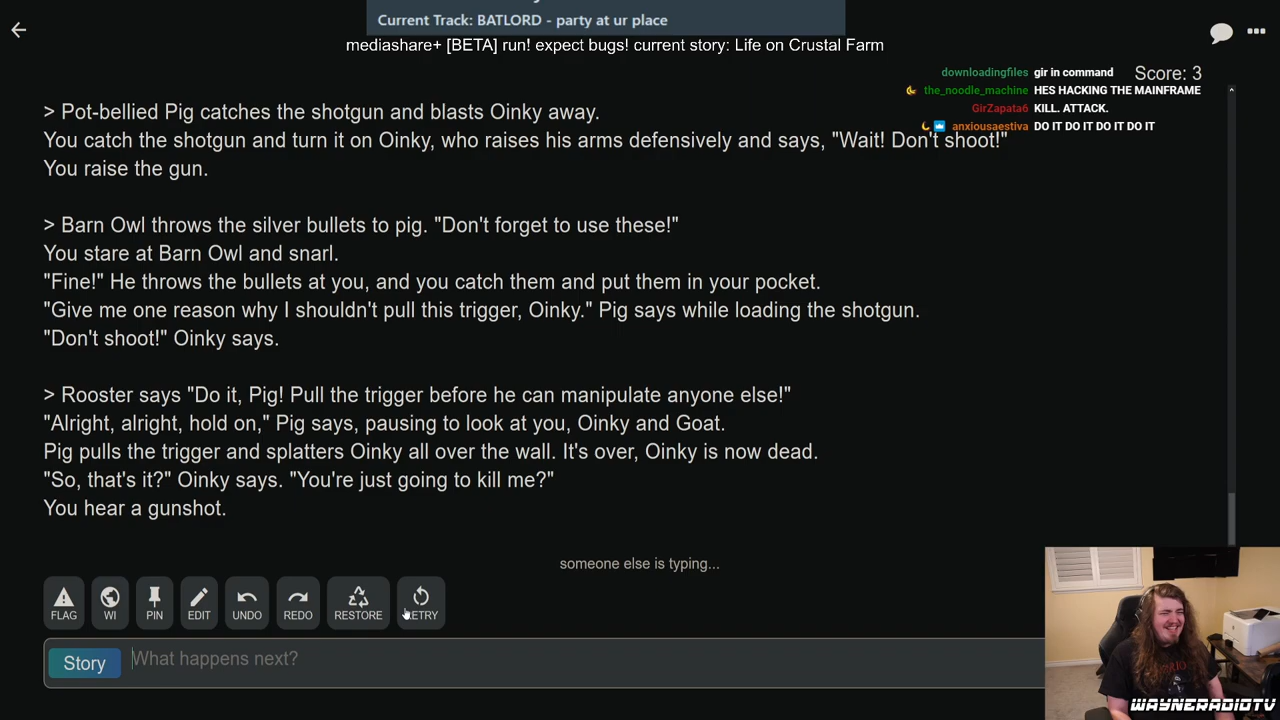 Current Track: BATLORD - party at ur place
mediashare+ [BETA] run! expect bugs! current story: Life on Crustal Farm
downloadingfiles gir in command
Score: 3
the_noodle_machine HES HACKING THE MAINFRAME
GirZapata6 KILL. ATTACK.
anxiousaestiva DO IT DO IT DO IT DO IT
> Pot-bellied Pig catches the shotgun and blasts Oinky away.
You catch the shotgun and turn it on Oinky, who raises his arms defensively and says, "Wait! Don't shoot!"
You raise the gun.
> Barn Owl throws the silver bullets to pig. "Don't forget to use these!"
You stare at Barn Owl and snarl.
"Fine!" He throws the bullets at you, and you catch them and put them in your pocket.
"Give me one reason why I shouldn't pull this trigger, Oinky." Pig says while loading the shotgun.
"Don't shoot!" Oinky says.
> Rooster says "Do it, Pig! Pull the trigger before he can manipulate anyone else!"
"Alright, alright, hold on," Pig says, pausing to look at you, Oinky and Goat.
Pig pulls the trigger and splatters Oinky all over the wall. It's over, Oinky is now dead.
"So, that's it?" Oinky says. "You're just going to kill me?"
You hear a gunshot.
someone else is typing...
FLAG WI PIN EDIT UNDO REDO RESTORE RETRY
Story What happens next?
WAYNERADIOTV